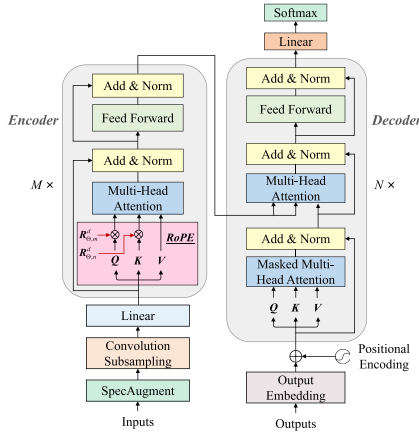 Softmax
Linear
Add & Norm
Feed Forward
Add & Norm
Multi-Head
Attention
Add & Norm
Masked Multi-
Head Attention
Q K V
Positional
Encoding
Output
Embedding
Outputs
Decoder
N ×
Encoder
M ×
Add & Norm
Feed Forward
Add & Norm
Multi-Head
Attention
RoPE
R^d_Θ,m
R^d_Θ,n
Q K V
Linear
Convolution
Subsampling
SpecAugment
Inputs